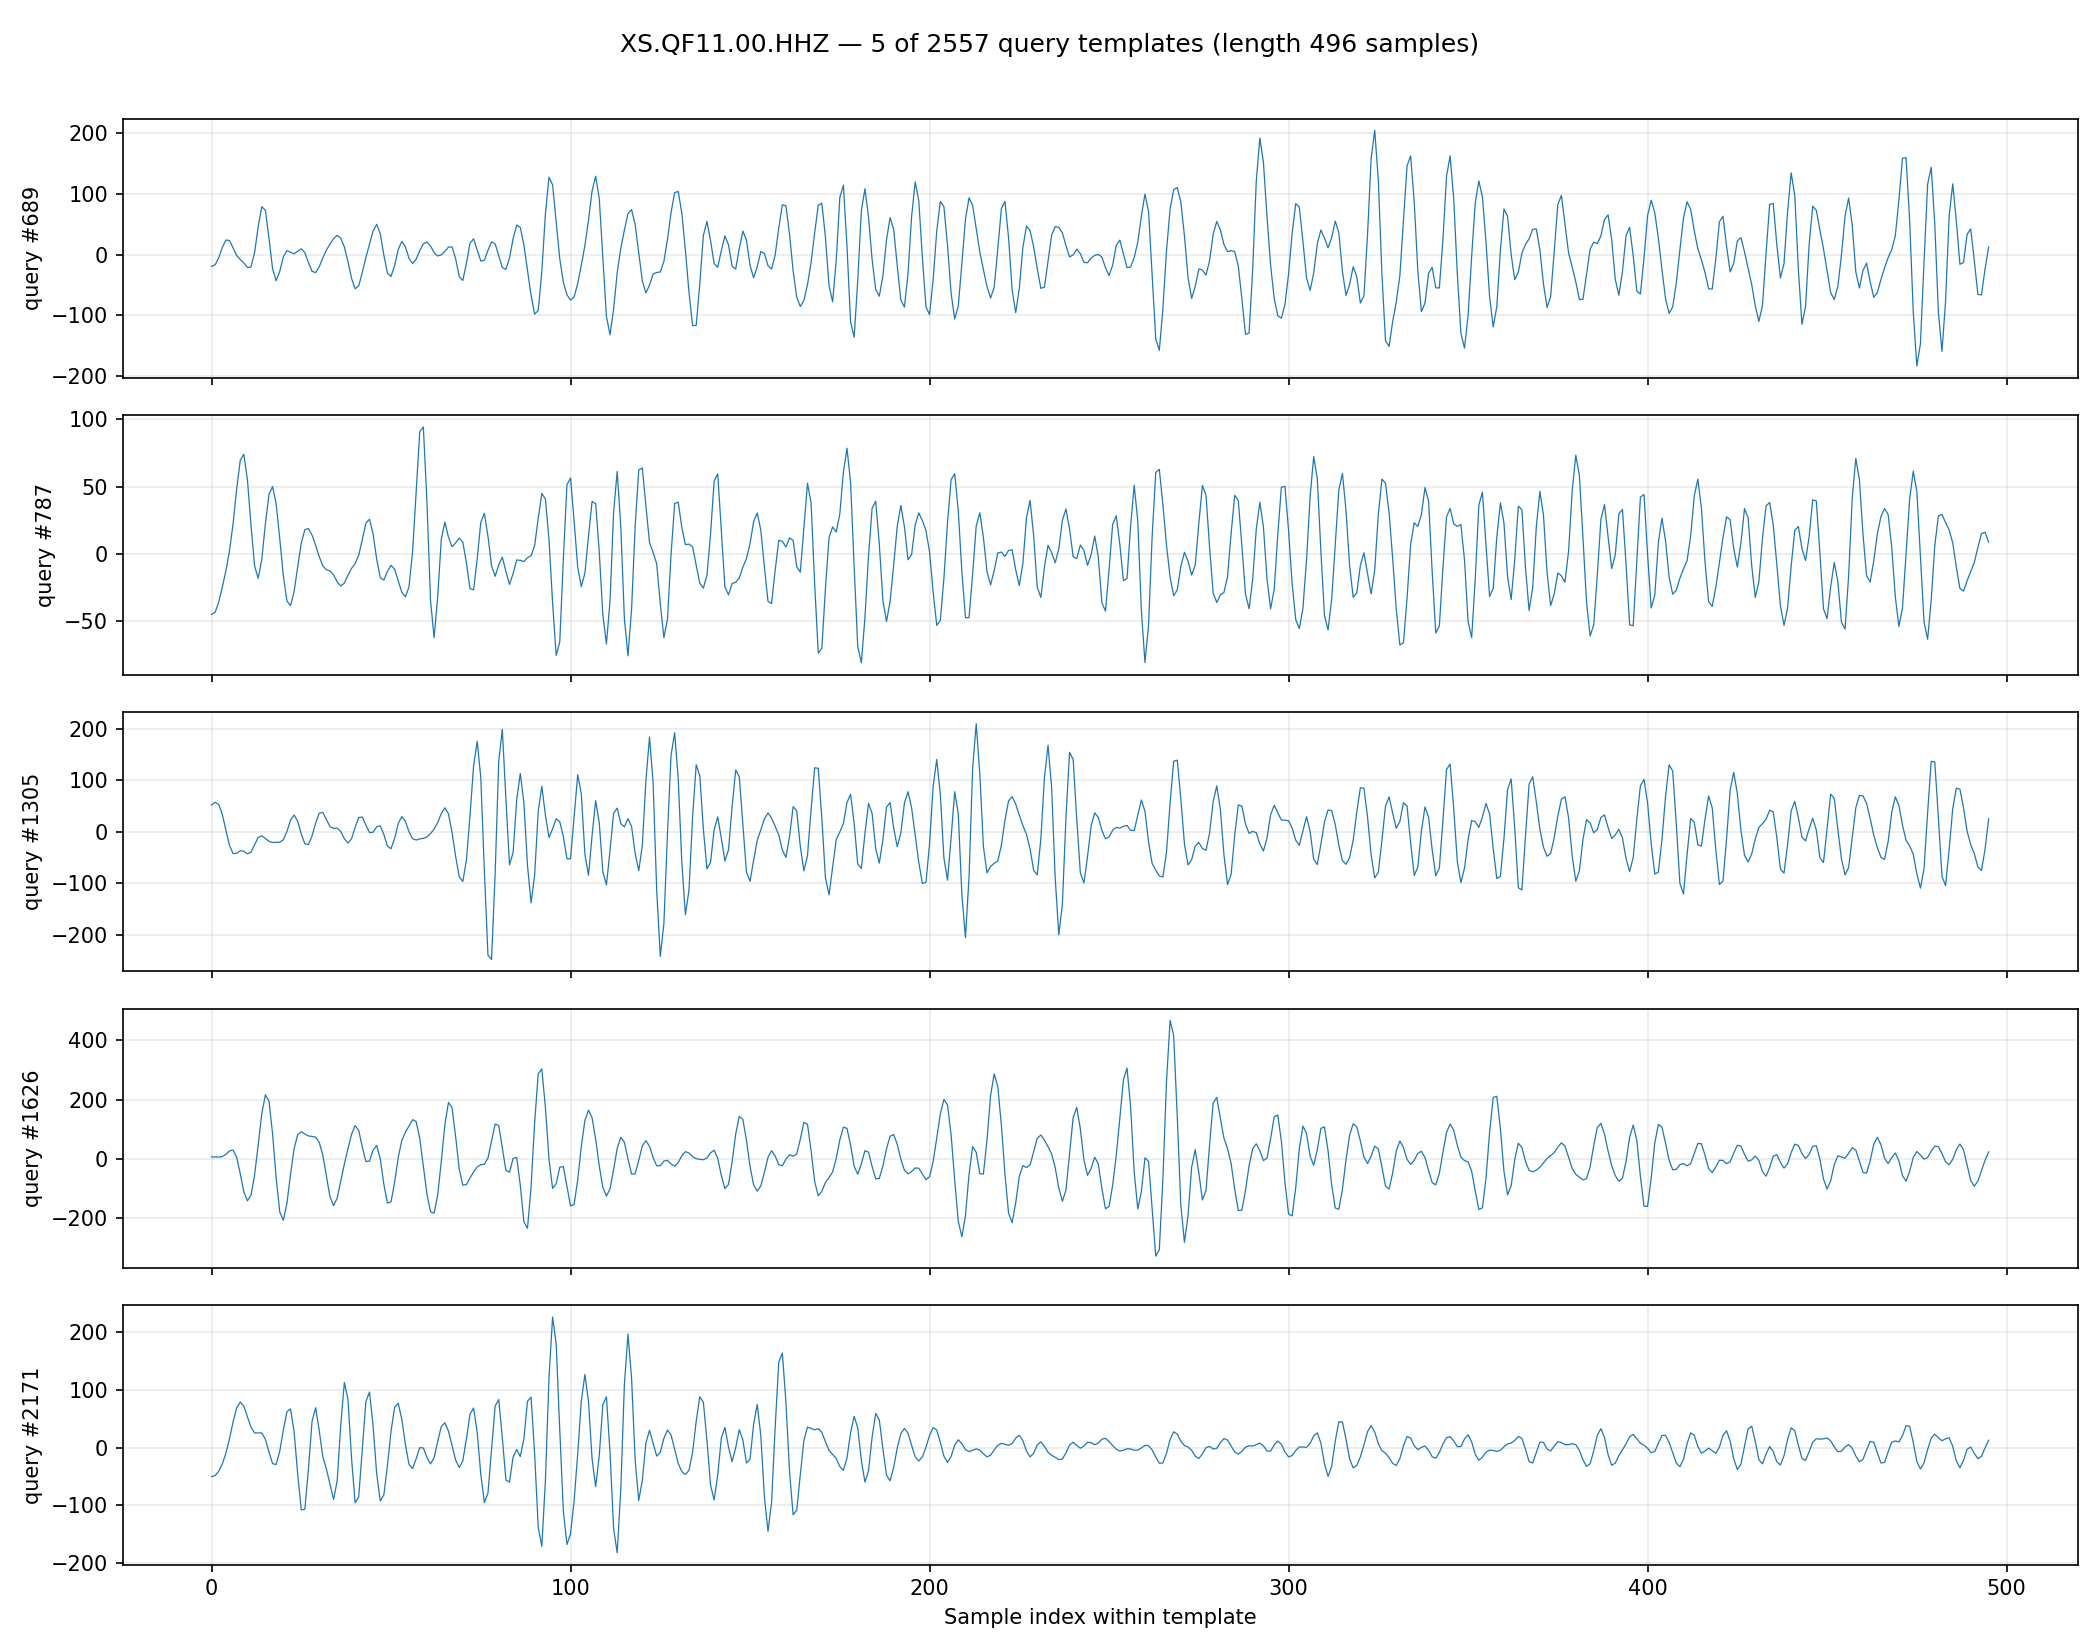 XS.QF11.00.HHZ — 5 of 2557 query templates (length 496 samples)
200
100
0
−100
−200
query #689
100
50
0
−50
query #787
200
100
0
−100
−200
query #1305
400
200
0
−200
query #1626
200
100
0
−100
−200
query #2171
0 100 200 300 400 500
Sample index within template